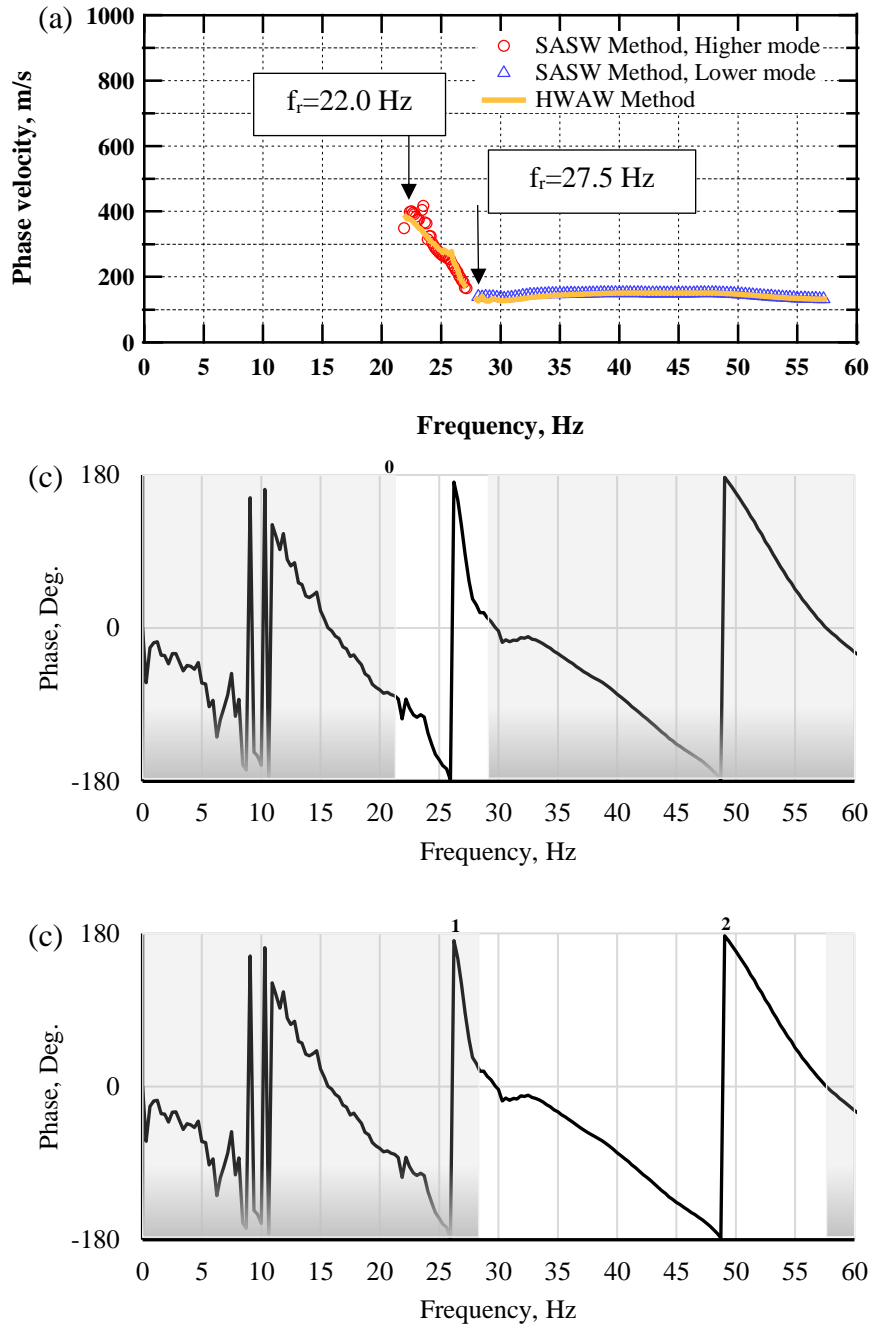 (a)
1000
800
600
400
200
0
Phase velocity, m/s
SASW Method, Higher mode
SASW Method, Lower mode
HWAW Method
fᵣ=22.0 Hz
fᵣ=27.5 Hz
0 5 10 15 20 25 30 35 40 45 50 55 60
Frequency, Hz
(c)
0
180
0
-180
Phase, Deg.
0 5 10 15 20 25 30 35 40 45 50 55 60
Frequency, Hz
(c)
1 2
180
0
-180
Phase, Deg.
0 5 10 15 20 25 30 35 40 45 50 55 60
Frequency, Hz